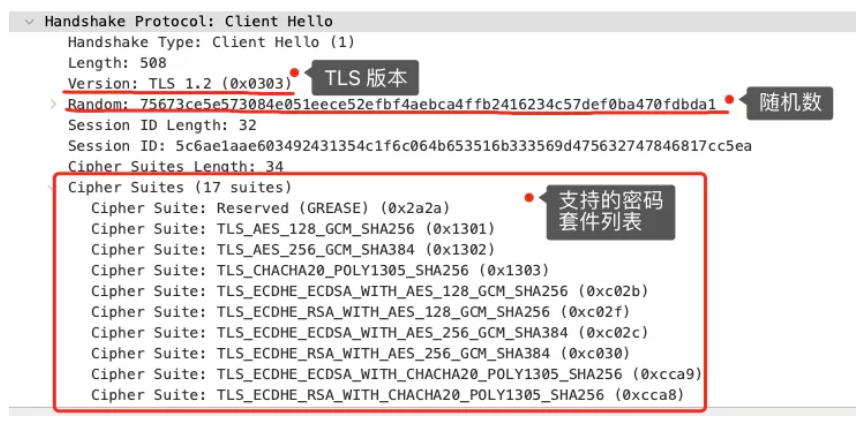 Handshake Protocol: Client Hello
Handshake Type: Client Hello (1)
Length: 508
Version: TLS 1.2 (0x0303)
TLS 版本
Random: 75673ce5e573084e051eece52efbf4aebca4ffb2416234c57def0ba470fdbda1
随机数
Session ID Length: 32
Session ID: 5c6ae1aae603492431354c1f6c064b653516b333569d475632747846817cc5ea
Cipher Suites Length: 34
Cipher Suites (17 suites)
支持的密码
套件列表
Cipher Suite: Reserved (GREASE) (0x2a2a)
Cipher Suite: TLS_AES_128_GCM_SHA256 (0x1301)
Cipher Suite: TLS_AES_256_GCM_SHA384 (0x1302)
Cipher Suite: TLS_CHACHA20_POLY1305_SHA256 (0x1303)
Cipher Suite: TLS_ECDHE_ECDSA_WITH_AES_128_GCM_SHA256 (0xc02b)
Cipher Suite: TLS_ECDHE_RSA_WITH_AES_128_GCM_SHA256 (0xc02f)
Cipher Suite: TLS_ECDHE_ECDSA_WITH_AES_256_GCM_SHA384 (0xc02c)
Cipher Suite: TLS_ECDHE_RSA_WITH_AES_256_GCM_SHA384 (0xc030)
Cipher Suite: TLS_ECDHE_ECDSA_WITH_CHACHA20_POLY1305_SHA256 (0xcca9)
Cipher Suite: TLS_ECDHE_RSA_WITH_CHACHA20_POLY1305_SHA256 (0xcca8)